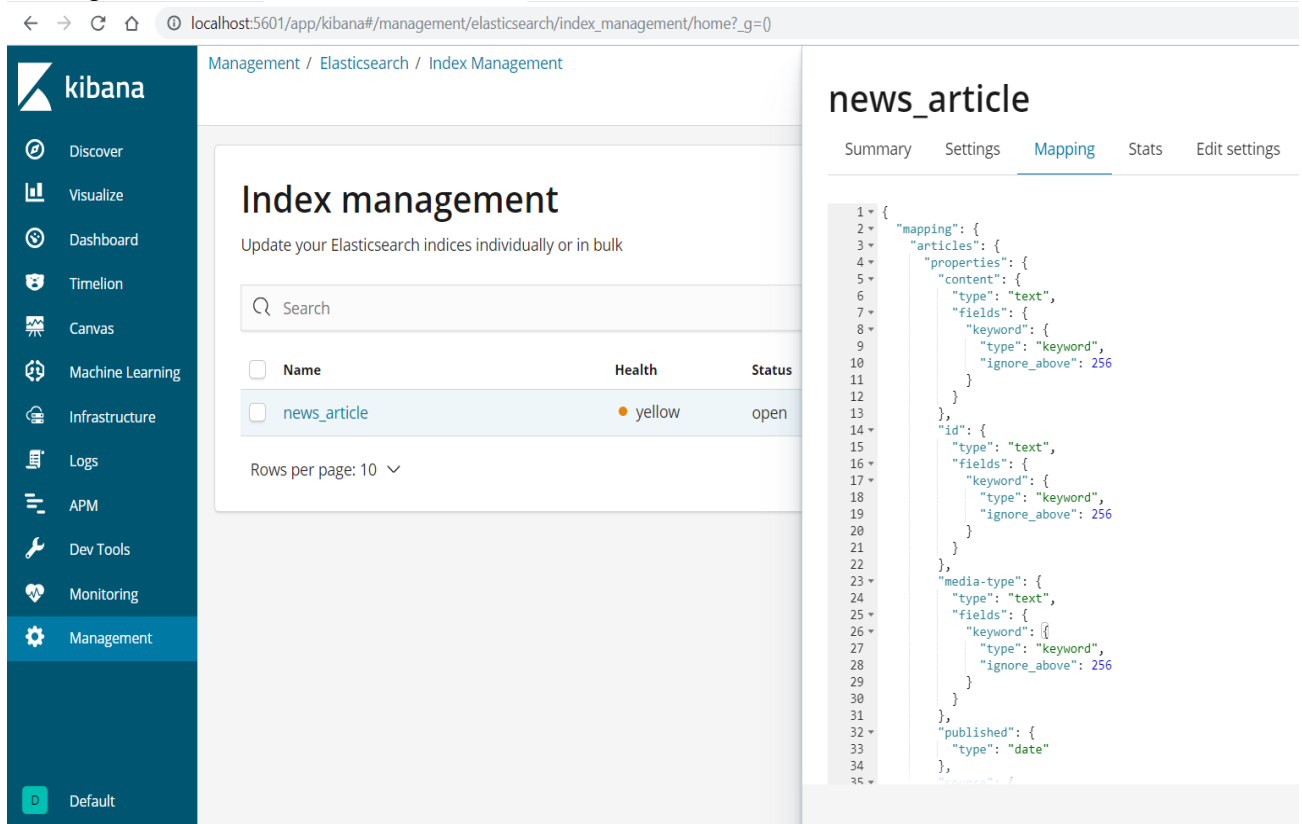 localhost:5601/app/kibana#/management/elasticsearch/index_management/home?_g=()
kibana
Discover
Visualize
Dashboard
Timelion
Canvas
Machine Learning
Infrastructure
Logs
APM
Dev Tools
Monitoring
Management
D Default
Management / Elasticsearch / Index Management
Index management
Update your Elasticsearch indices individually or in bulk
Search
Name Health Status
news_article yellow open
Rows per page: 10
news_article
Summary Settings Mapping Stats Edit settings
1 {
2 "mapping": {
3 "articles": {
4 "properties": {
5 "content": {
6 "type": "text",
7 "fields": {
8 "keyword": {
9 "type": "keyword",
10 "ignore_above": 256
11 }
12 }
13 },
14 "id": {
15 "type": "text",
16 "fields": {
17 "keyword": {
18 "type": "keyword",
19 "ignore_above": 256
20 }
21 }
22 },
23 "media-type": {
24 "type": "text",
25 "fields": {
26 "keyword": {
27 "type": "keyword",
28 "ignore_above": 256
29 }
30 }
31 },
32 "published": {
33 "type": "date"
34 },
35 "source": {